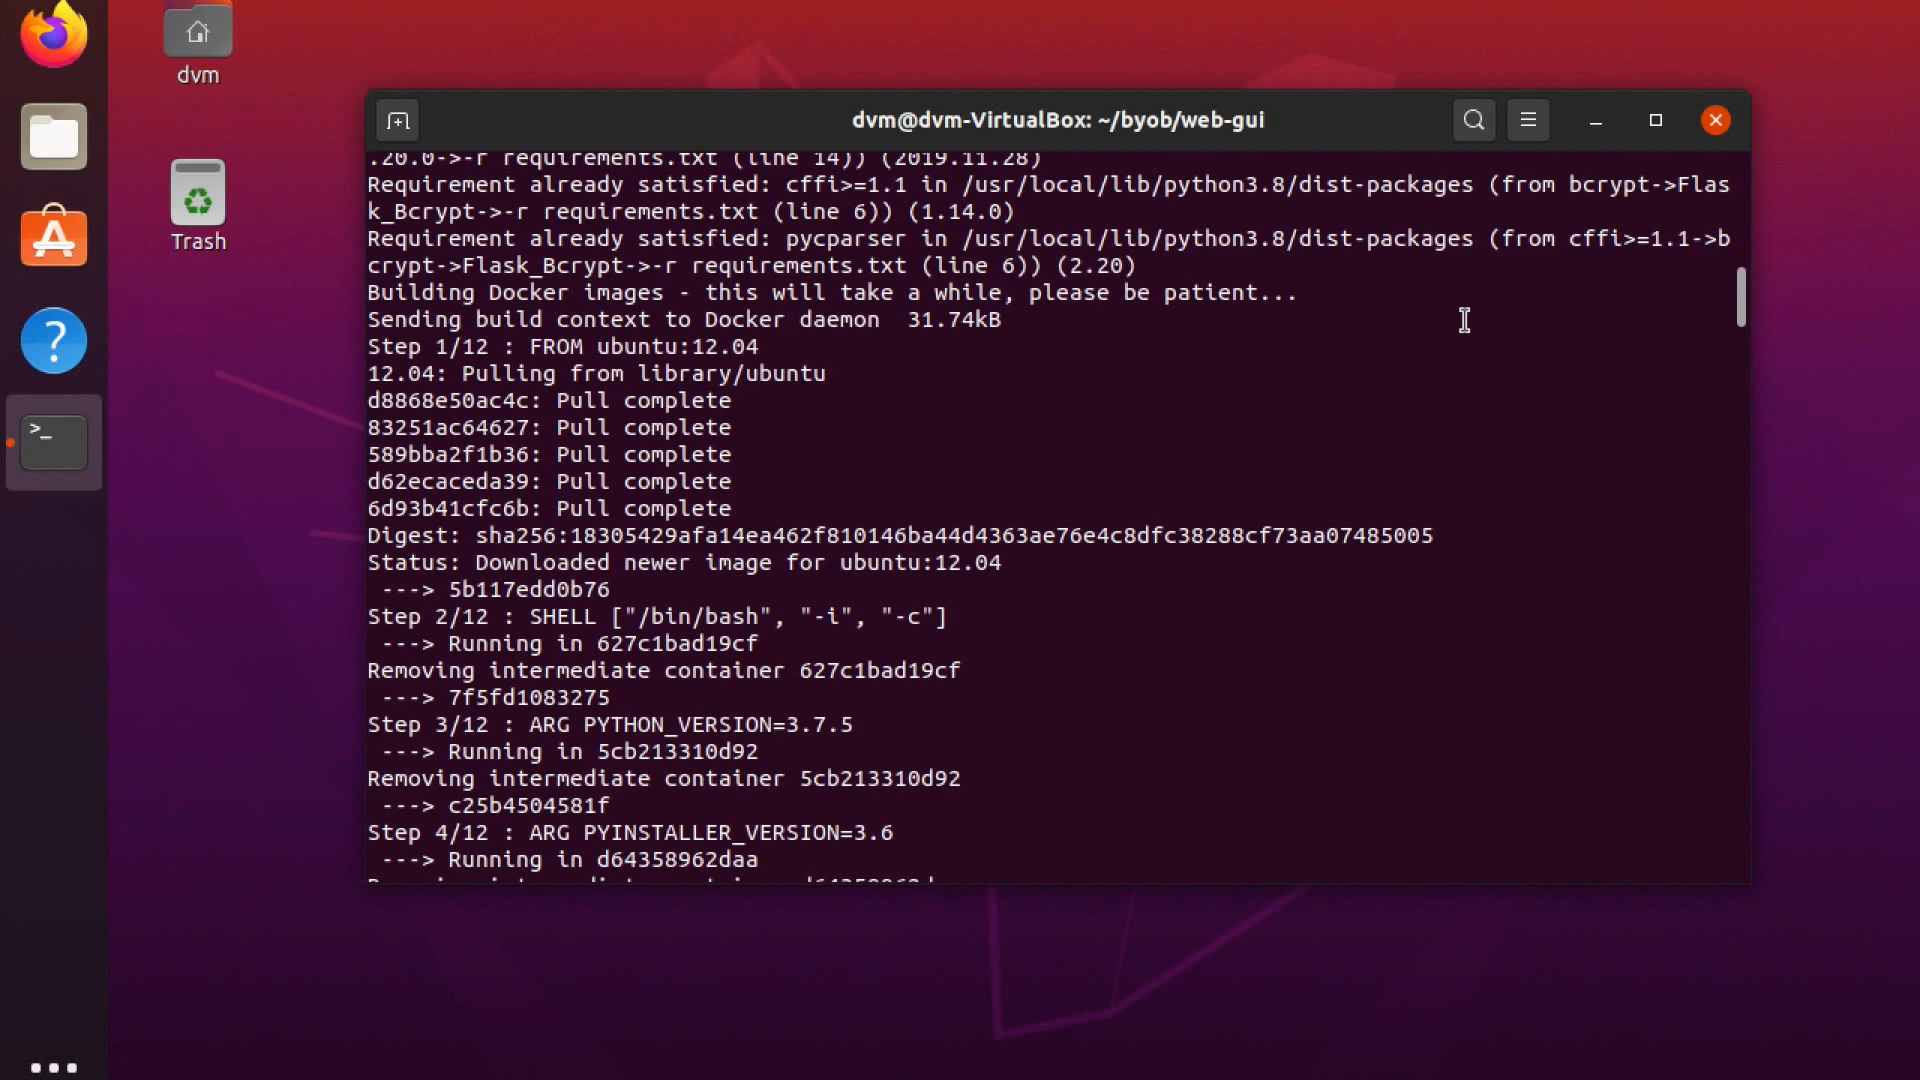 dvm
Trash
dvm@dvm-VirtualBox: ~/byob/web-gui
.20.0->-r requirements.txt (line 14)) (2019.11.28)
Requirement already satisfied: cffi>=1.1 in /usr/local/lib/python3.8/dist-packages (from bcrypt->Flas
k_Bcrypt->-r requirements.txt (line 6)) (1.14.0)
Requirement already satisfied: pycparser in /usr/local/lib/python3.8/dist-packages (from cffi>=1.1->b
crypt->Flask_Bcrypt->-r requirements.txt (line 6)) (2.20)
Building Docker images - this will take a while, please be patient...
Sending build context to Docker daemon  31.74kB
Step 1/12 : FROM ubuntu:12.04
12.04: Pulling from library/ubuntu
d8868e50ac4c: Pull complete
83251ac64627: Pull complete
589bba2f1b36: Pull complete
d62ecaceda39: Pull complete
6d93b41cfc6b: Pull complete
Digest: sha256:18305429afa14ea462f810146ba44d4363ae76e4c8dfc38288cf73aa07485005
Status: Downloaded newer image for ubuntu:12.04
 ---> 5b117edd0b76
Step 2/12 : SHELL ["/bin/bash", "-i", "-c"]
 ---> Running in 627c1bad19cf
Removing intermediate container 627c1bad19cf
 ---> 7f5fd1083275
Step 3/12 : ARG PYTHON_VERSION=3.7.5
 ---> Running in 5cb213310d92
Removing intermediate container 5cb213310d92
 ---> c25b4504581f
Step 4/12 : ARG PYINSTALLER_VERSION=3.6
 ---> Running in d64358962daa